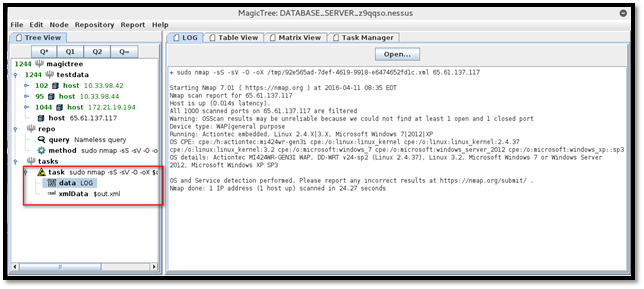 MagicTree: DATABASE_SERVER_z9qqso.nessus
File Edit Node Repository Report Help
Tree View
Q* Q1 Q2 Q=
1244 magictree
1244 testdata
102 host 10.33.98.42
95 host 10.33.98.44
1044 host 172.21.19.194
host 65.61.137.117
repo
query Nameless query
method sudo nmap -sS -sV -O -o
tasks
task sudo nmap -sS -sV -O -oX $o
data LOG
xmlData $out.xml
LOG Table View Matrix View Task Manager
Open...
+ sudo nmap -sS -sV -O -oX /tmp/92e565ad-7def-4619-9918-e6474652fd1c.xml 65.61.137.117
Starting Nmap 7.01 ( https://nmap.org ) at 2016-04-11 08:35 EDT
Nmap scan report for 65.61.137.117
Host is up (0.014s latency).
All 1000 scanned ports on 65.61.137.117 are filtered
Warning: OSScan results may be unreliable because we could not find at least 1 open and 1 closed port
Device type: WAP|general purpose
Running: Actiontec embedded, Linux 2.4.X|3.X, Microsoft Windows 7|2012|XP
OS CPE: cpe:/h:actiontec:mi424wr-gen3i cpe:/o:linux:linux_kernel cpe:/o:linux:linux_kernel:2.4.37
cpe:/o:linux:linux_kernel:3.2 cpe:/o:microsoft:windows_7 cpe:/o:microsoft:windows_server_2012 cpe:/o:microsoft:windows_xp::sp3
OS details: Actiontec MI424WR-GEN3I WAP, DD-WRT v24-sp2 (Linux 2.4.37), Linux 3.2, Microsoft Windows 7 or Windows Server
2012, Microsoft Windows XP SP3
OS and Service detection performed. Please report any incorrect results at https://nmap.org/submit/ .
Nmap done: 1 IP address (1 host up) scanned in 24.27 seconds